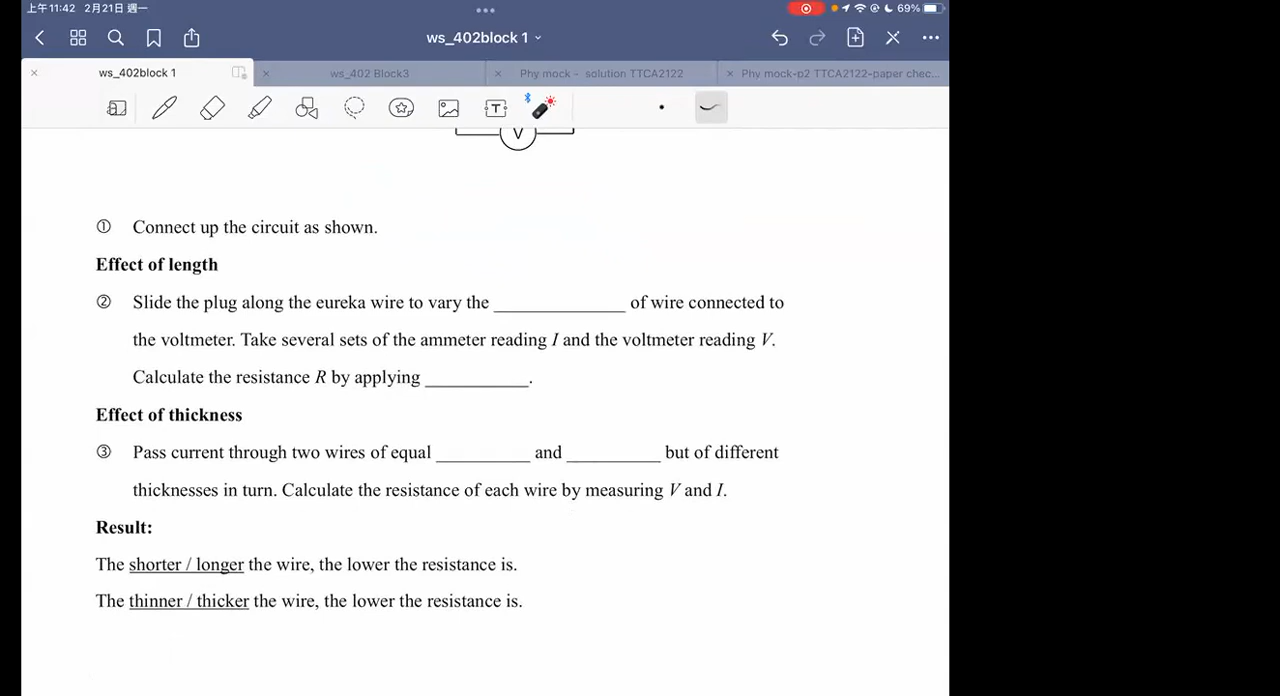 上午11:42 2月21日 週一
69%
ws_402block 1
ws_402block 1
ws_402 Block3
Phy mock - solution TTCA2122
Phy mock-p2 TTCA2122-paper chec...
T
V
① Connect up the circuit as shown.
Effect of length
② Slide the plug along the eureka wire to vary the ______________ of wire connected to
the voltmeter. Take several sets of the ammeter reading I and the voltmeter reading V.
Calculate the resistance R by applying ___________.
Effect of thickness
③ Pass current through two wires of equal __________ and __________ but of different
thicknesses in turn. Calculate the resistance of each wire by measuring V and I.
Result:
The shorter / longer the wire, the lower the resistance is.
The thinner / thicker the wire, the lower the resistance is.